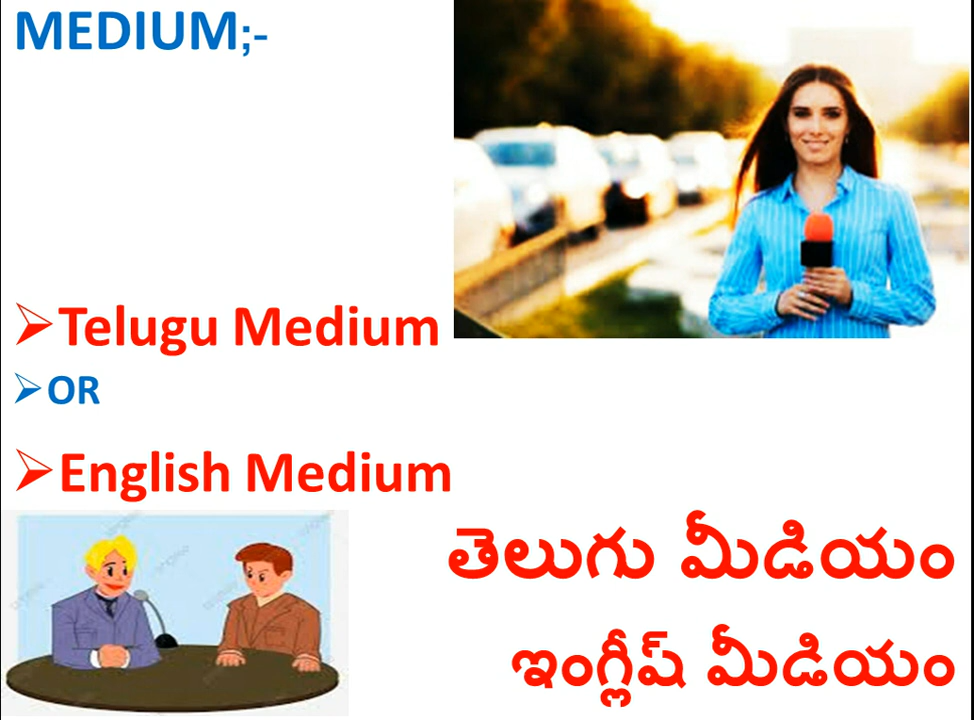 MEDIUM;-
➢Telugu Medium
➢OR
➢English Medium
తెలుగు మీడియం
ఇంగ్లీష్ మీడియం